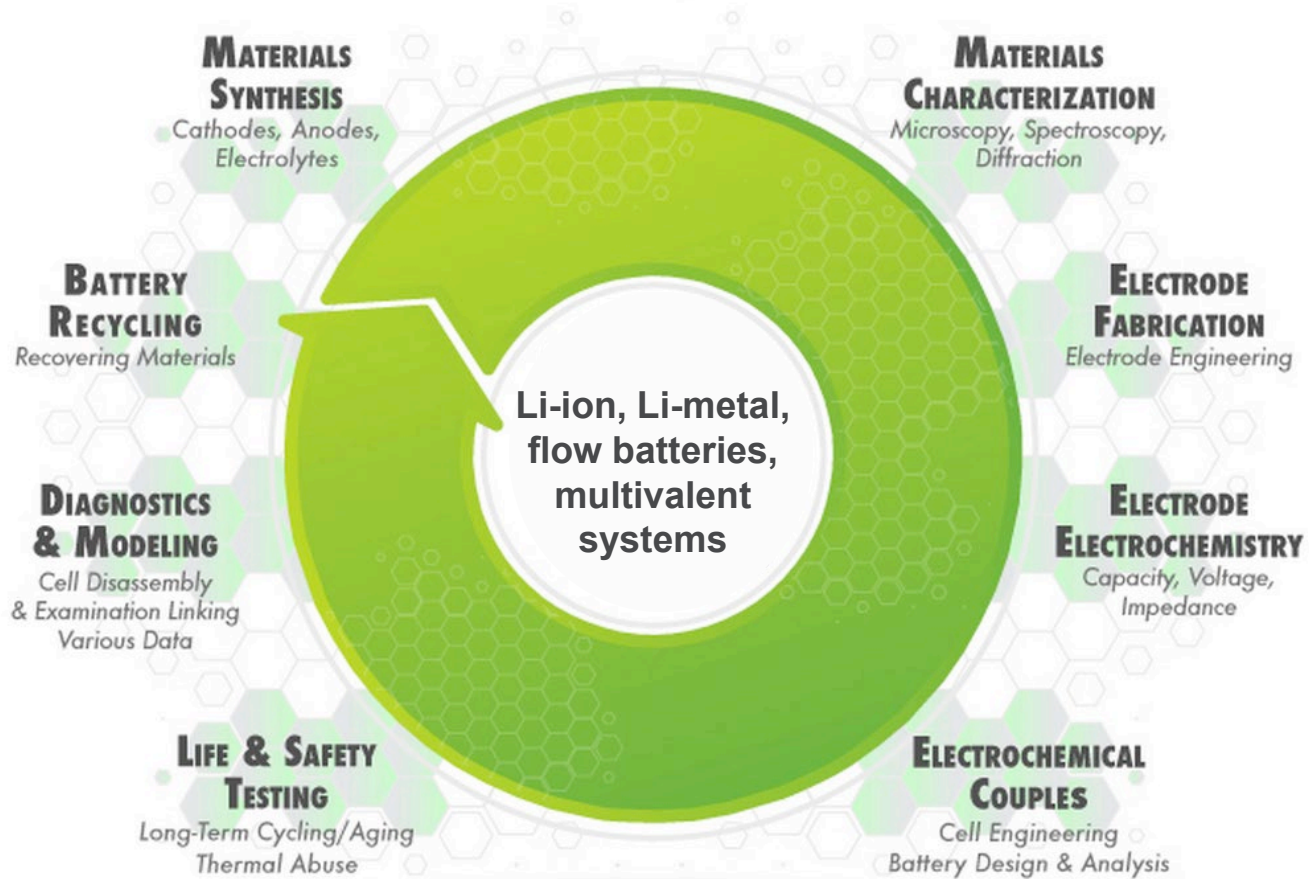 MATERIALS
SYNTHESIS
Cathodes, Anodes,
Electrolytes
MATERIALS
CHARACTERIZATION
Microscopy, Spectroscopy,
Diffraction
ELECTRODE
FABRICATION
Electrode Engineering
ELECTRODE
ELECTROCHEMISTRY
Capacity, Voltage,
Impedance
ELECTROCHEMICAL
COUPLES
Cell Engineering
Battery Design & Analysis
LIFE & SAFETY
TESTING
Long-Term Cycling/Aging
Thermal Abuse
DIAGNOSTICS
& MODELING
Cell Disassembly
& Examination Linking
Various Data
BATTERY
RECYCLING
Recovering Materials
Li-ion, Li-metal,
flow batteries,
multivalent
systems